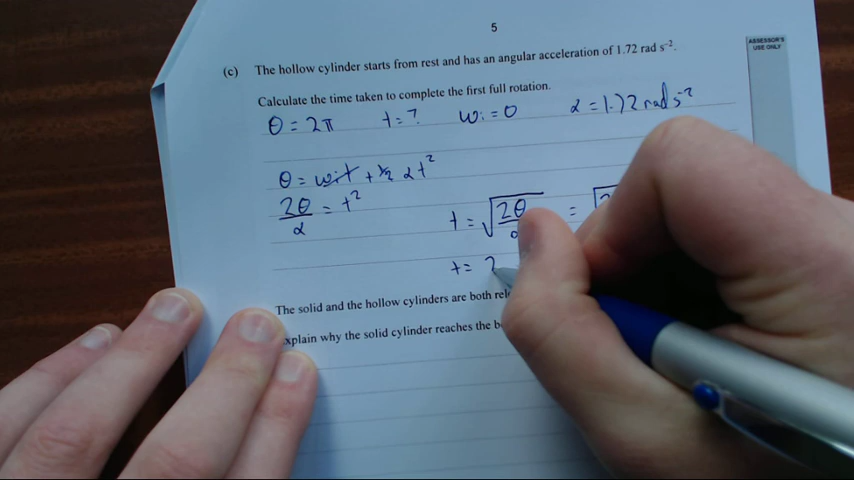 5
ASSESSOR'S
USE ONLY
(c) The hollow cylinder starts from rest and has an angular acceleration of 1.72 rad s⁻².
Calculate the time taken to complete the first full rotation.
θ = 2π t = ? ωi = 0 α = 1.72 rad s⁻²
θ = ωit + ½ αt²
2θ/α = t²
t = √2θ/α = √2
t = 2
The solid and the hollow cylinders are both
explain why the solid cylinder reaches the